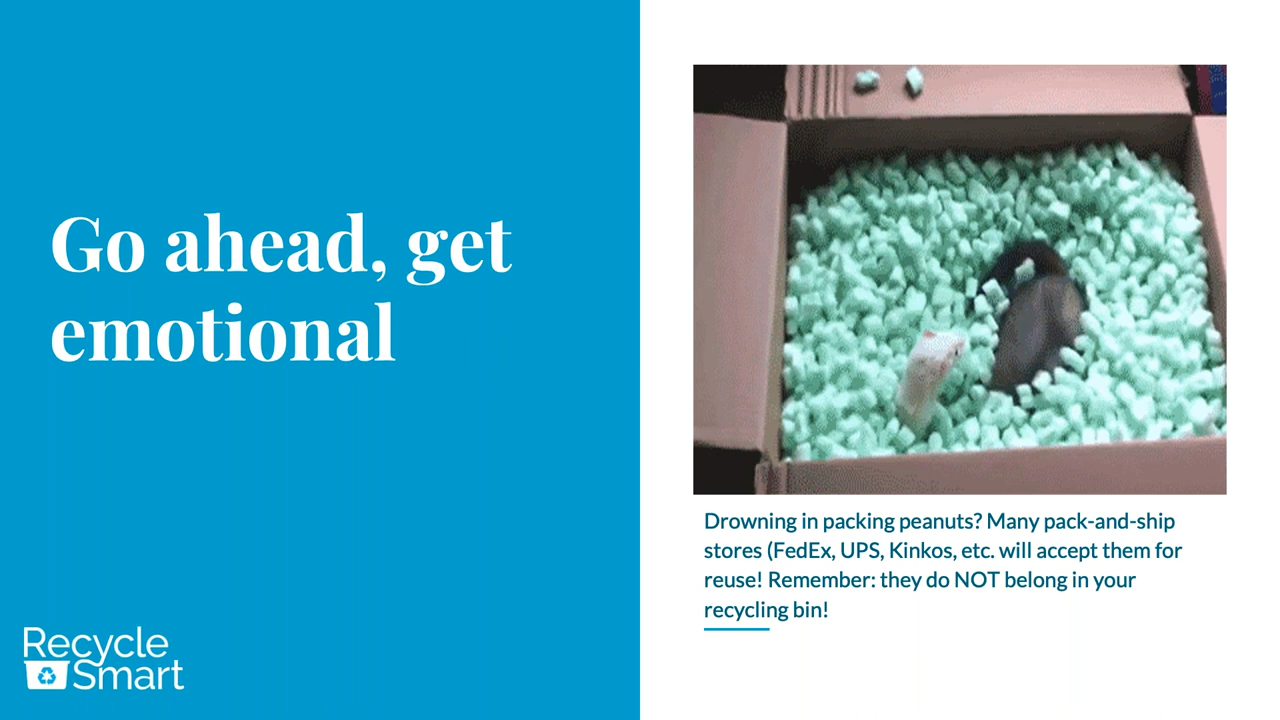 Go ahead, get
emotional
Recycle
Smart
Drowning in packing peanuts? Many pack-and-ship
stores (FedEx, UPS, Kinkos, etc. will accept them for
reuse! Remember: they do NOT belong in your
recycling bin!